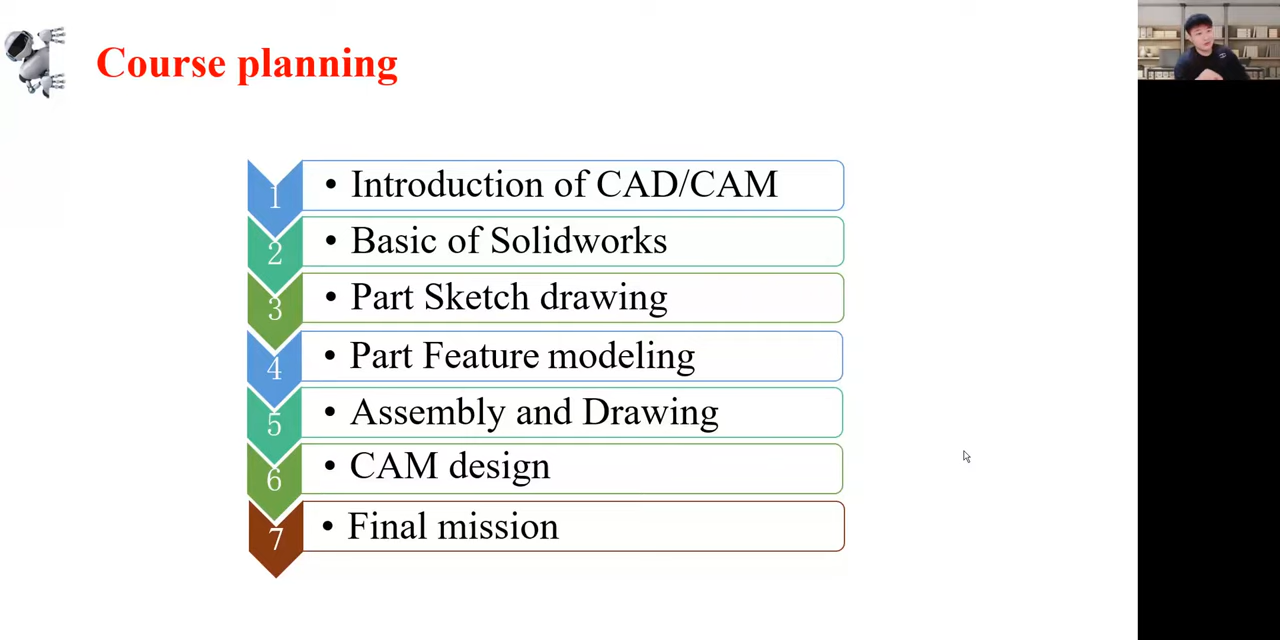 Course planning
1 • Introduction of CAD/CAM
2 • Basic of Solidworks
3 • Part Sketch drawing
4 • Part Feature modeling
5 • Assembly and Drawing
6 • CAM design
7 • Final mission